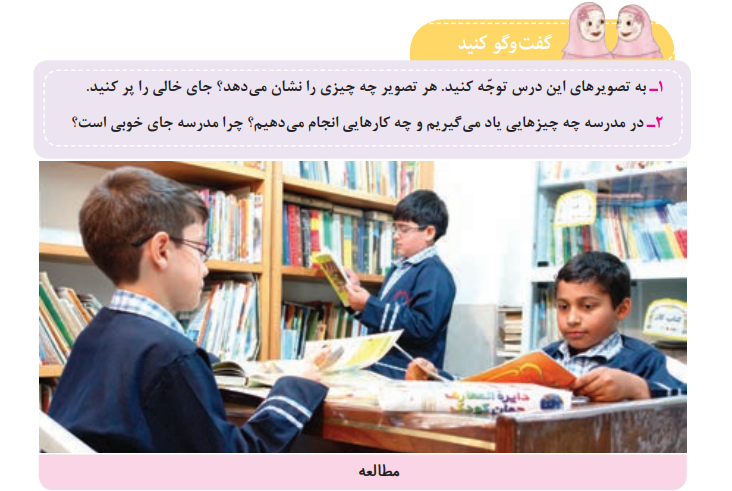 گفت‌وگو کنید
۱ـ به تصویرهای این درس توجّه کنید. هر تصویر چه چیزی را نشان می‌دهد؟ جای خالی را پر کنید.
۲ـ در مدرسه چه چیزهایی یاد می‌گیریم و چه کارهایی انجام می‌دهیم؟ چرا مدرسه جای خوبی است؟
مطالعه